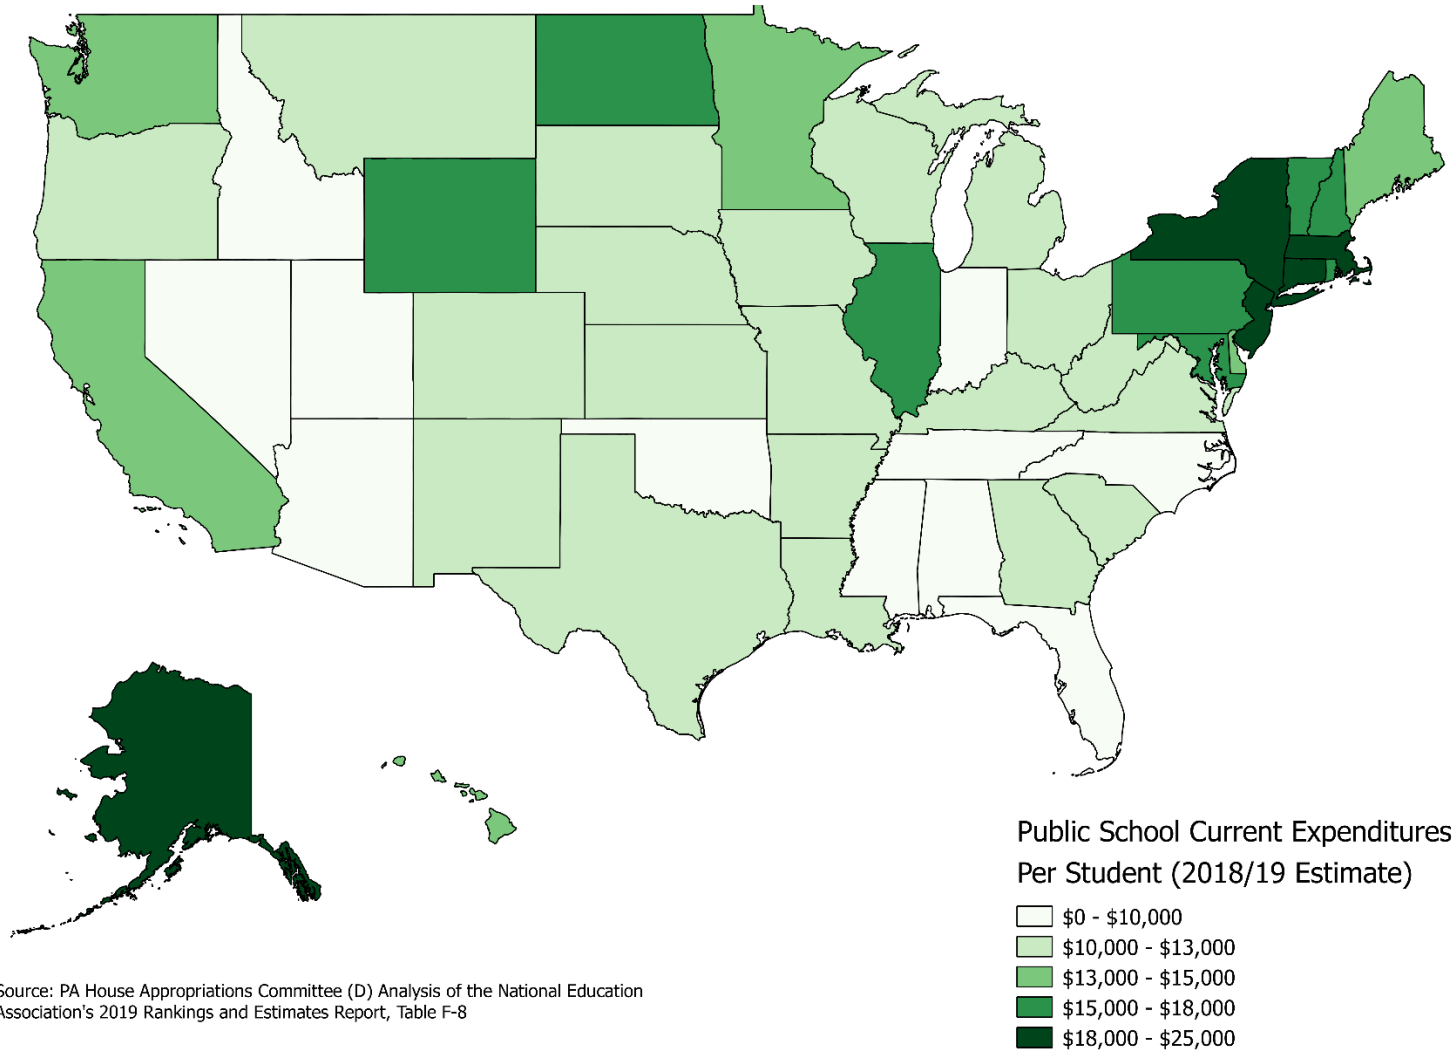 Public School Current Expenditures
Per Student (2018/19 Estimate)
$0 - $10,000
$10,000 - $13,000
$13,000 - $15,000
$15,000 - $18,000
$18,000 - $25,000
Source: PA House Appropriations Committee (D) Analysis of the National Education
Association's 2019 Rankings and Estimates Report, Table F-8